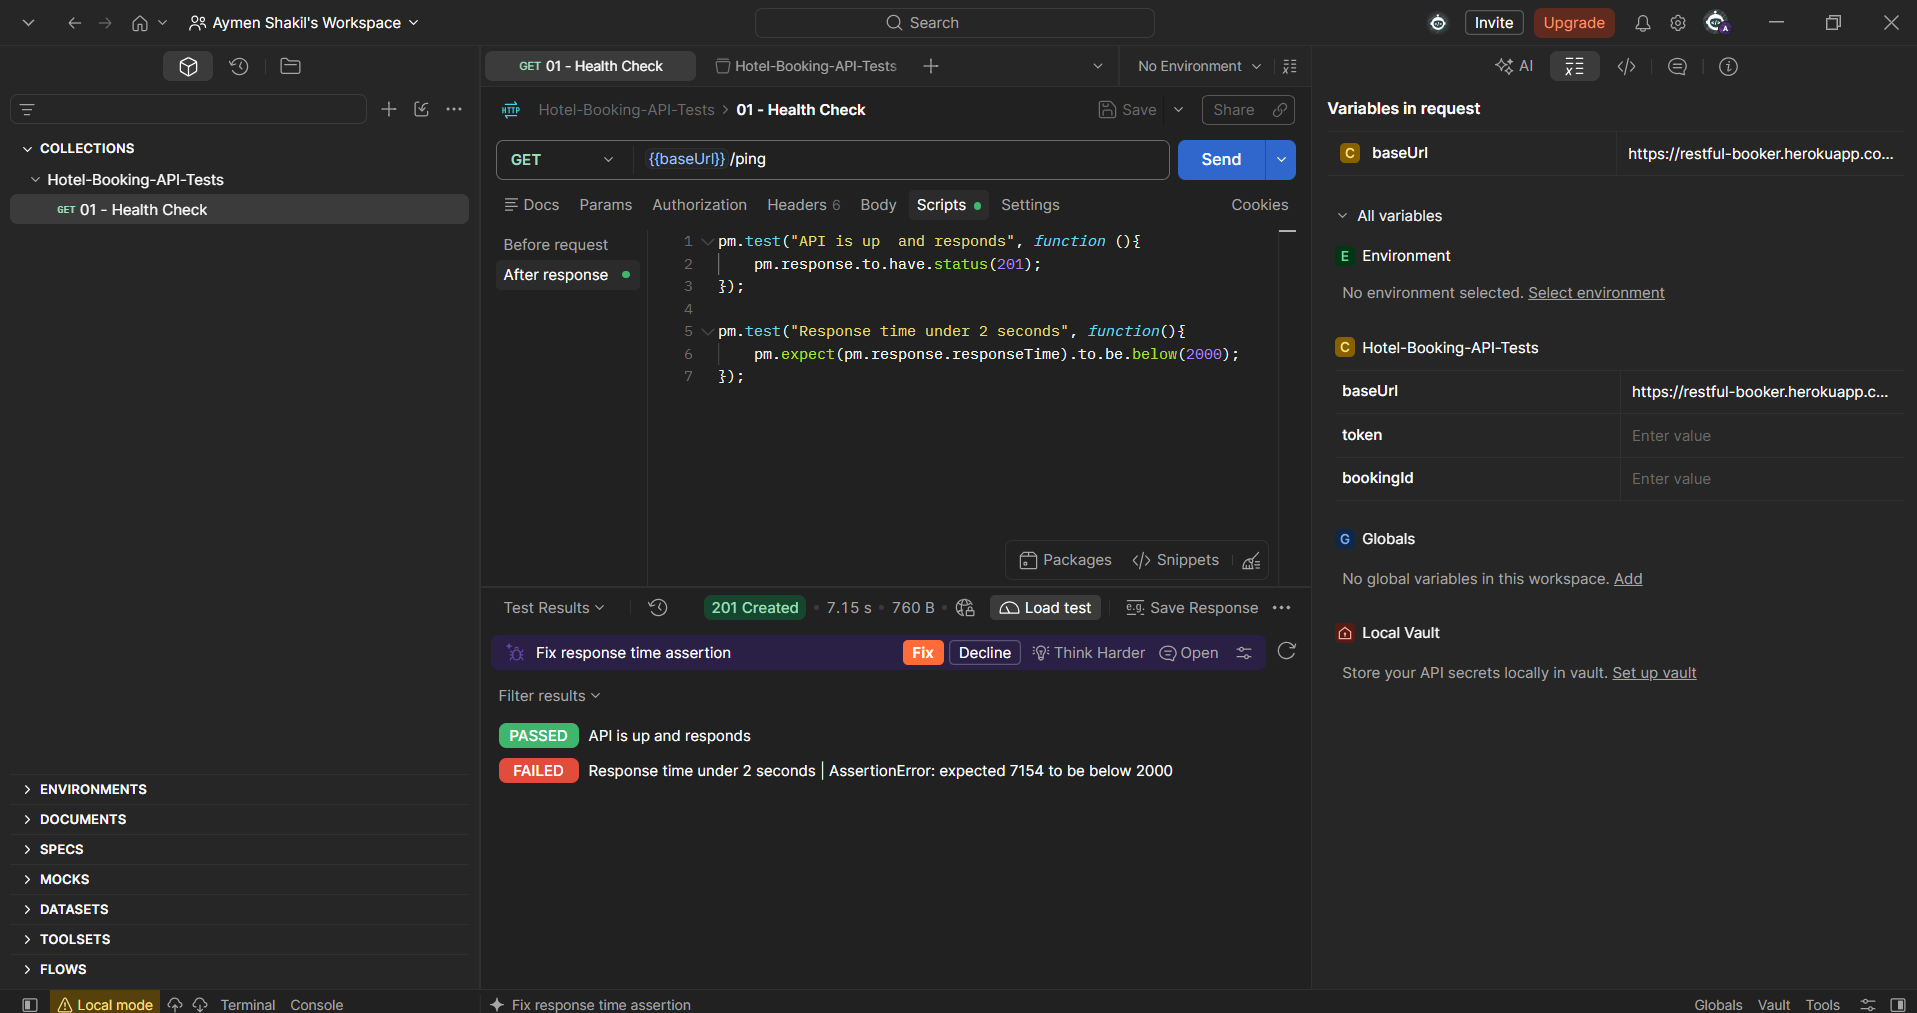 Aymen Shakil's Workspace
Search
Invite
Upgrade
A
GET 01 - Health Check
Hotel-Booking-API-Tests
No Environment
AI
HTTP Hotel-Booking-API-Tests > 01 - Health Check
Save
Share
COLLECTIONS
Hotel-Booking-API-Tests
GET 01 - Health Check
GET
{{baseUrl}} /ping
Send
Docs
Params
Authorization
Headers 6
Body
Scripts
Settings
Cookies
Before request
After response
1 pm.test("API is up  and responds", function (){
2 pm.response.to.have.status(201);
3 });
4
5 pm.test("Response time under 2 seconds", function(){
6 pm.expect(pm.response.responseTime).to.be.below(2000);
7 });
Packages
</> Snippets
Test Results
201 Created
7.15 s
760 B
Load test
e.g. Save Response
Fix response time assertion
Fix
Decline
Think Harder
Open
Filter results
PASSED API is up and responds
FAILED Response time under 2 seconds | AssertionError: expected 7154 to be below 2000
Variables in request
C baseUrl
https://restful-booker.herokuapp.co...
All variables
E Environment
No environment selected. Select environment
C Hotel-Booking-API-Tests
baseUrl
https://restful-booker.herokuapp.c...
token
Enter value
bookingId
Enter value
G Globals
No global variables in this workspace. Add
Local Vault
Store your API secrets locally in vault. Set up vault
ENVIRONMENTS
DOCUMENTS
SPECS
MOCKS
DATASETS
TOOLSETS
FLOWS
Local mode
Terminal
Console
Fix response time assertion
Globals
Vault
Tools